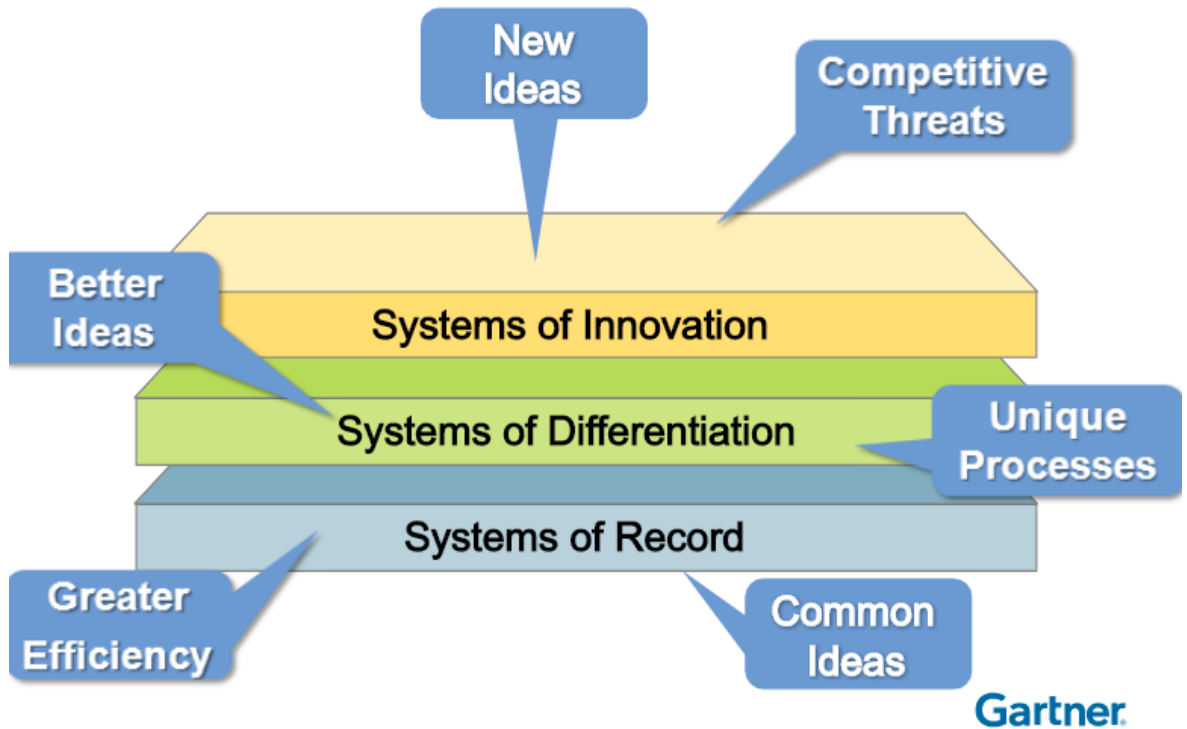 New
Ideas
Competitive
Threats
Better
Ideas
Systems of Innovation
Systems of Differentiation
Unique
Processes
Systems of Record
Greater
Efficiency
Common
Ideas
Gartner.